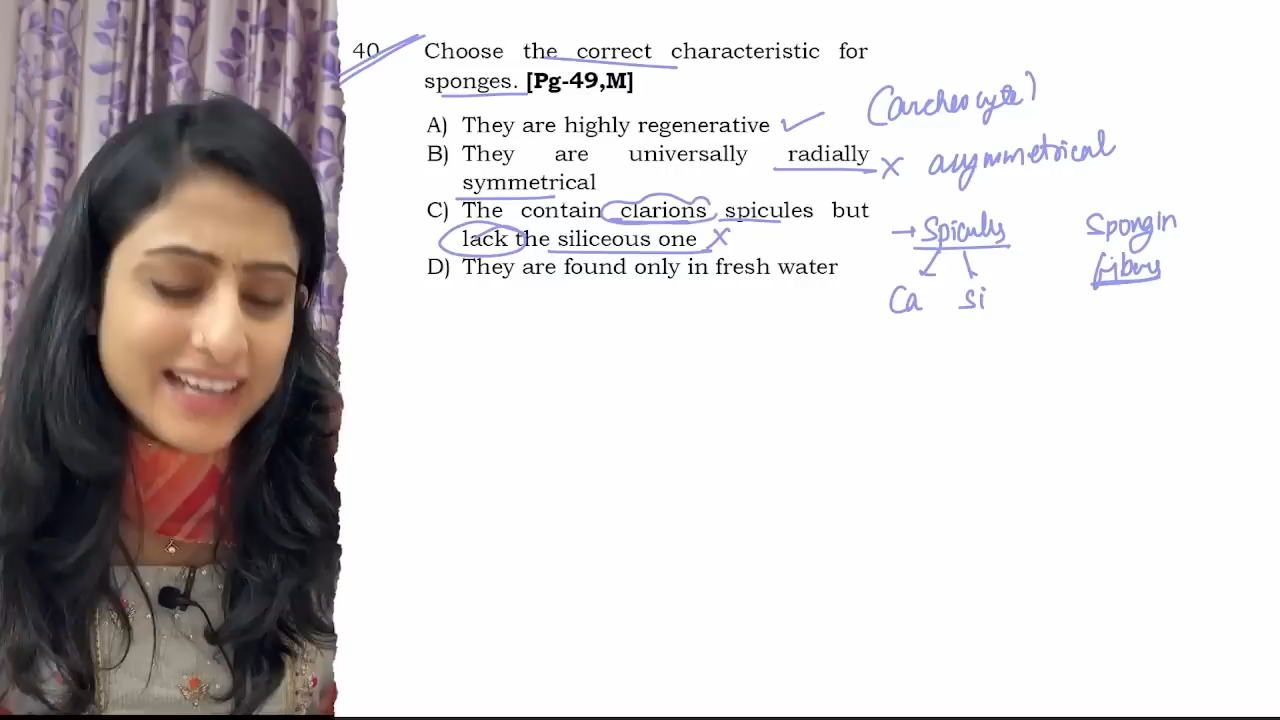 40
Choose the correct characteristic for
sponges. [Pg-49,M]
A) They are highly regenerative
(archeocyte)
B) They are universally radially
symmetrical
x asymmetrical
C) The contain clarions spicules but
lack the siliceous one x
D) They are found only in fresh water
→ Spicules
Ca Si
Spongin
fibers